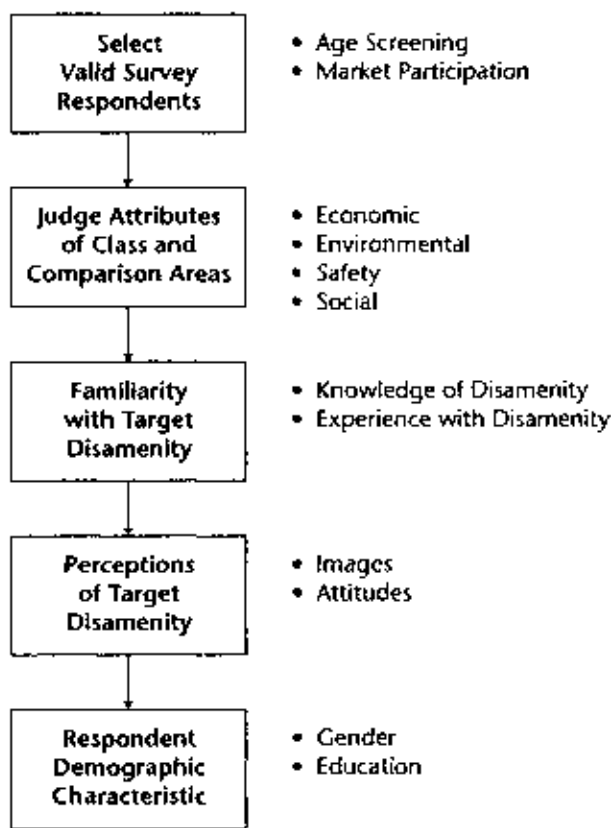 Select
Valid Survey
Respondents
• Age Screening
• Market Participation
Judge Attributes
of Class and
Comparison Areas
• Economic
• Environmental
• Safety
• Social
Familiarity
with Target
Disamenity
• Knowledge of Disamenity
• Experience with Disamenity
Perceptions
of Target
Disamenity
• Images
• Attitudes
Respondent
Demographic
Characteristic
• Gender
• Education